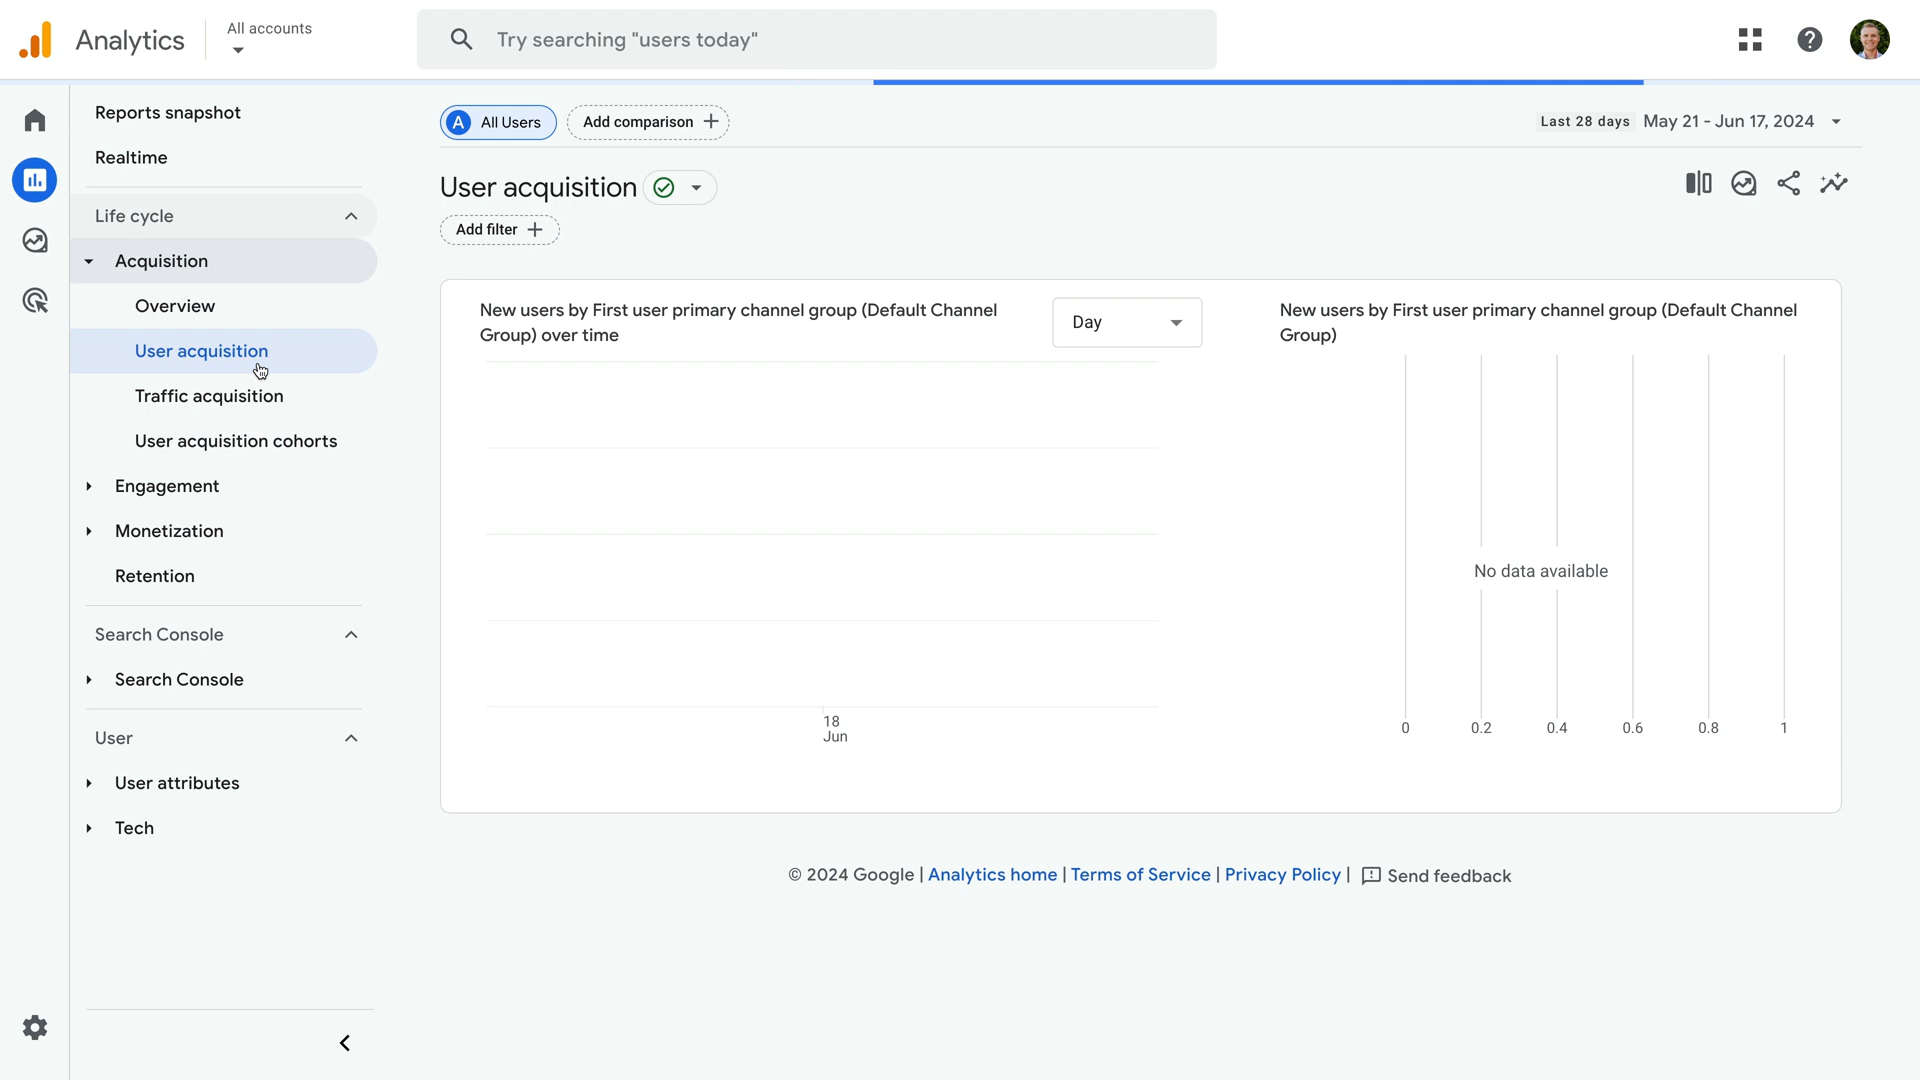 Analytics
All accounts
Try searching "users today"
Reports snapshot
Realtime
Life cycle
Acquisition
Overview
User acquisition
Traffic acquisition
User acquisition cohorts
Engagement
Monetization
Retention
Search Console
Search Console
User
User attributes
Tech
A All Users
Add comparison +
Last 28 days May 21 - Jun 17, 2024
User acquisition
Add filter +
New users by First user primary channel group (Default Channel
Group) over time
Day
18
Jun
New users by First user primary channel group (Default Channel
Group)
No data available
0 0.2 0.4 0.6 0.8 1
© 2024 Google | Analytics home | Terms of Service | Privacy Policy | Send feedback